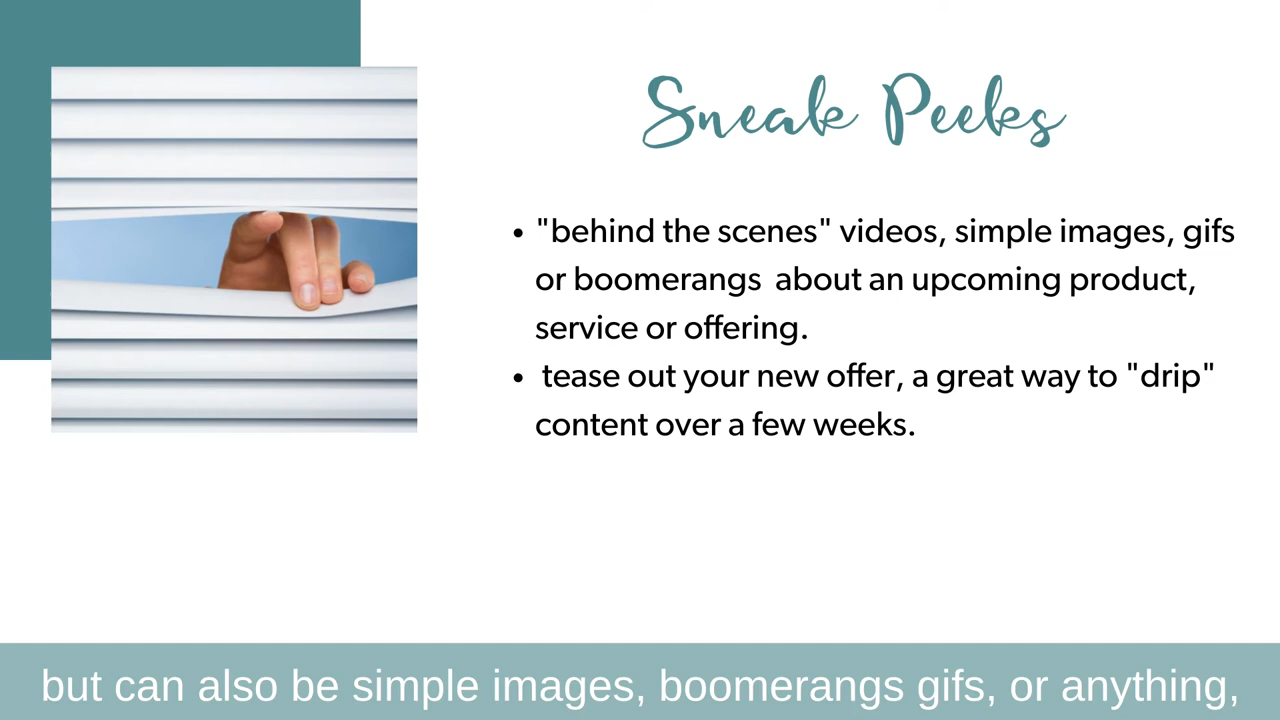 Sneak Peeks
• "behind the scenes" videos, simple images, gifs
or boomerangs  about an upcoming product,
service or offering.
•  tease out your new offer, a great way to "drip"
content over a few weeks.
but can also be simple images, boomerangs gifs, or anything,